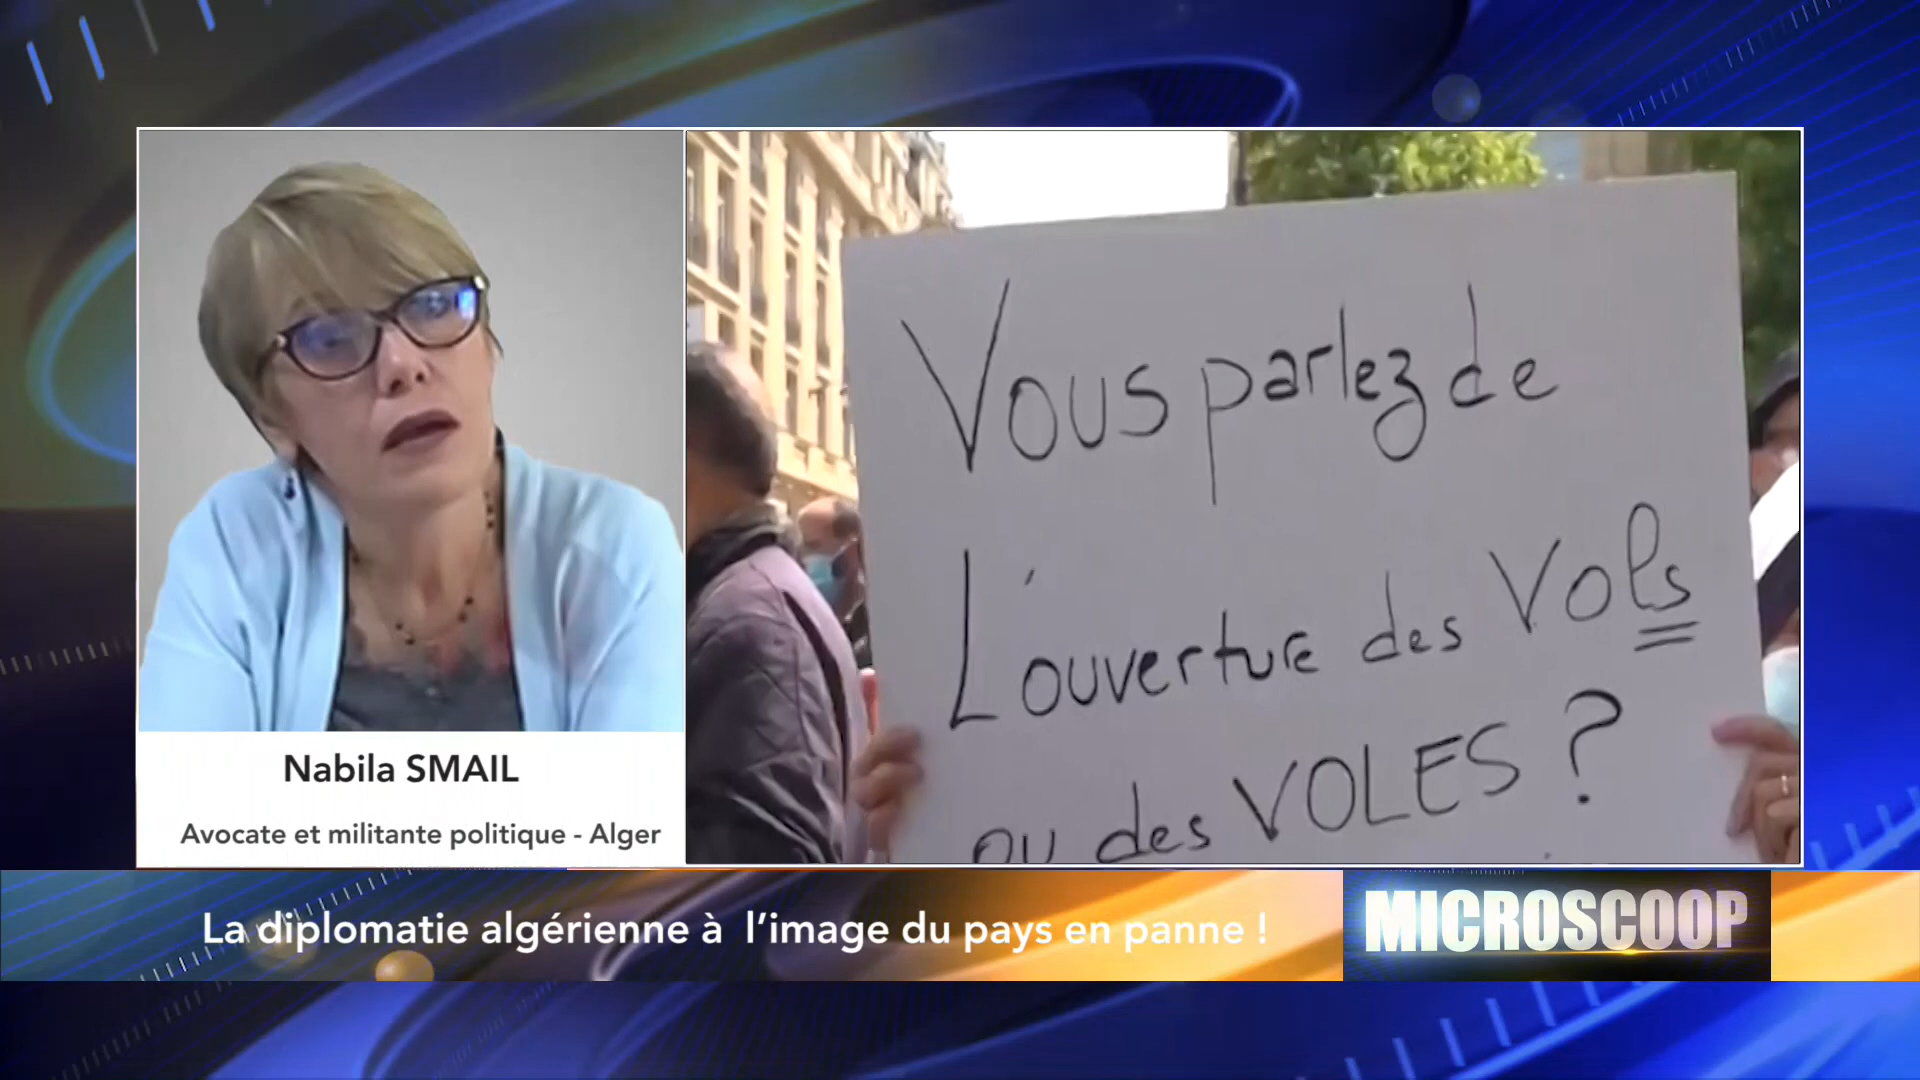 Vous parlez de
L'ouverture des Vols
ou des VOLES ?
Nabila SMAIL
Avocate et militante politique - Alger
La diplomatie algérienne à l'image du pays en panne !
MICROSCOOP